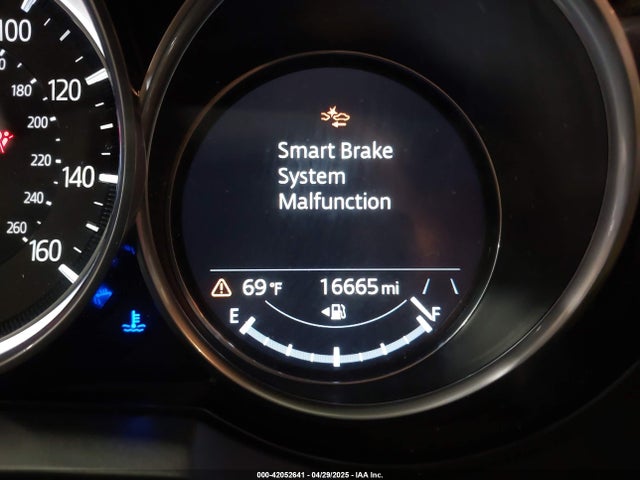 100
180
120
200
220
140
240
260
160
Smart Brake
System
Malfunction
69°F 16665 mi
E F
000-42052641 - 04/29/2025 - IAA Inc.